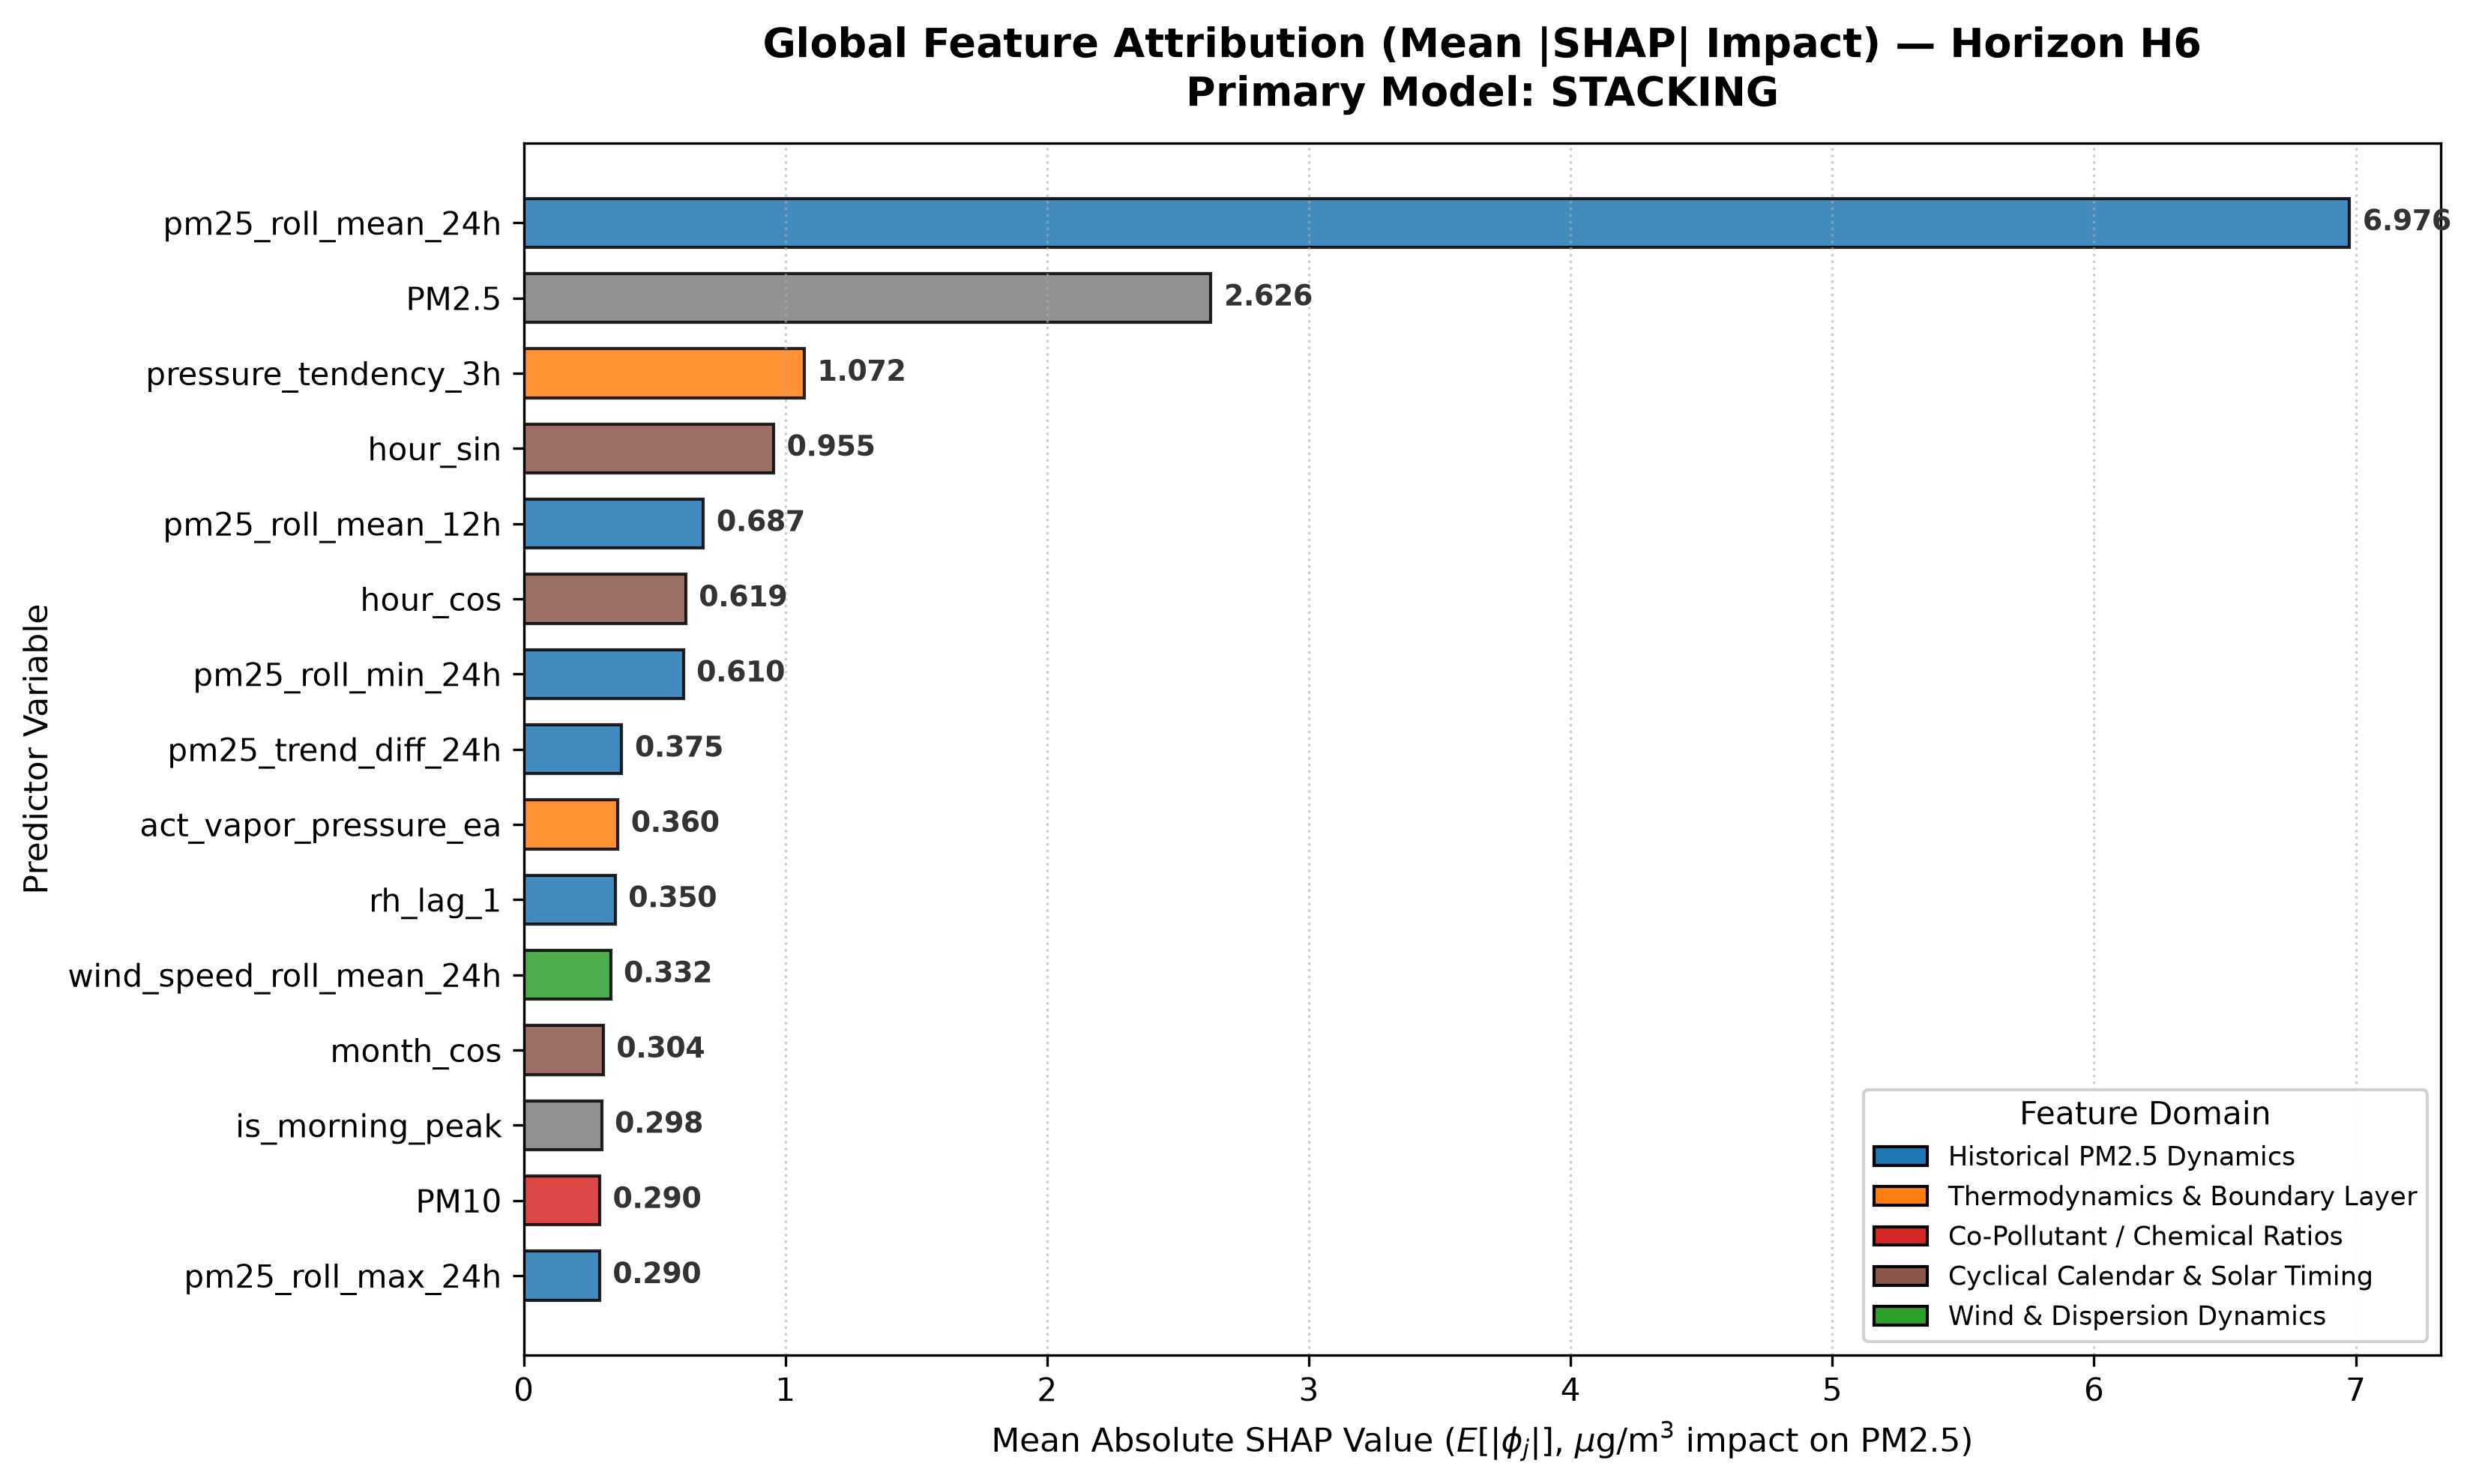 Global Feature Attribution (Mean |SHAP| Impact) — Horizon H6
Primary Model: STACKING
Predictor Variable
pm25_roll_mean_24h 6.976
PM2.5 2.626
pressure_tendency_3h 1.072
hour_sin 0.955
pm25_roll_mean_12h 0.687
hour_cos 0.619
pm25_roll_min_24h 0.610
pm25_trend_diff_24h 0.375
act_vapor_pressure_ea 0.360
rh_lag_1 0.350
wind_speed_roll_mean_24h 0.332
month_cos 0.304
is_morning_peak 0.298
PM10 0.290
pm25_roll_max_24h 0.290
Feature Domain
Historical PM2.5 Dynamics
Thermodynamics & Boundary Layer
Co-Pollutant / Chemical Ratios
Cyclical Calendar & Solar Timing
Wind & Dispersion Dynamics
0 1 2 3 4 5 6 7
Mean Absolute SHAP Value (E[|ϕj|], μg/m³ impact on PM2.5)